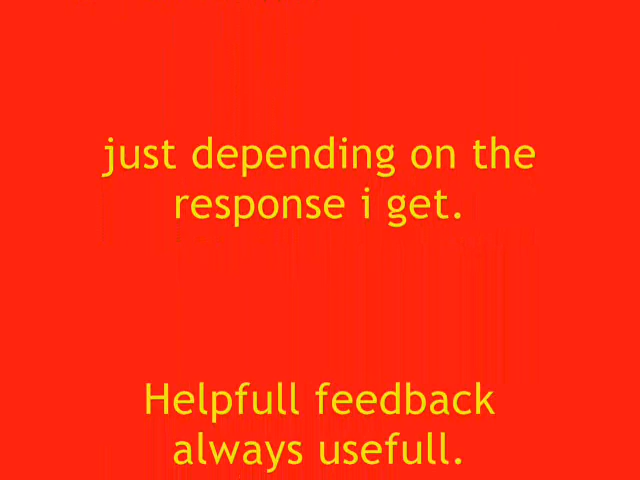 just depending on the
response i get.
Helpfull feedback
always usefull.